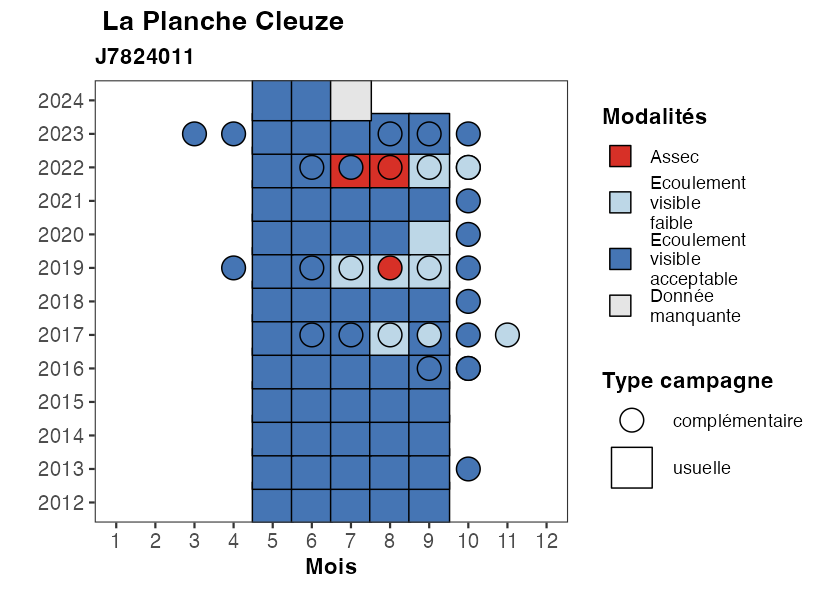 La Planche Cleuze
J7824011
2024
2023
2022
2021
2020
2019
2018
2017
2016
2015
2014
2013
2012
1 2 3 4 5 6 7 8 9 10 11 12
Mois
Modalités
Assec
Ecoulement
visible
faible
Ecoulement
visible
acceptable
Donnée
manquante
Type campagne
complémentaire
usuelle